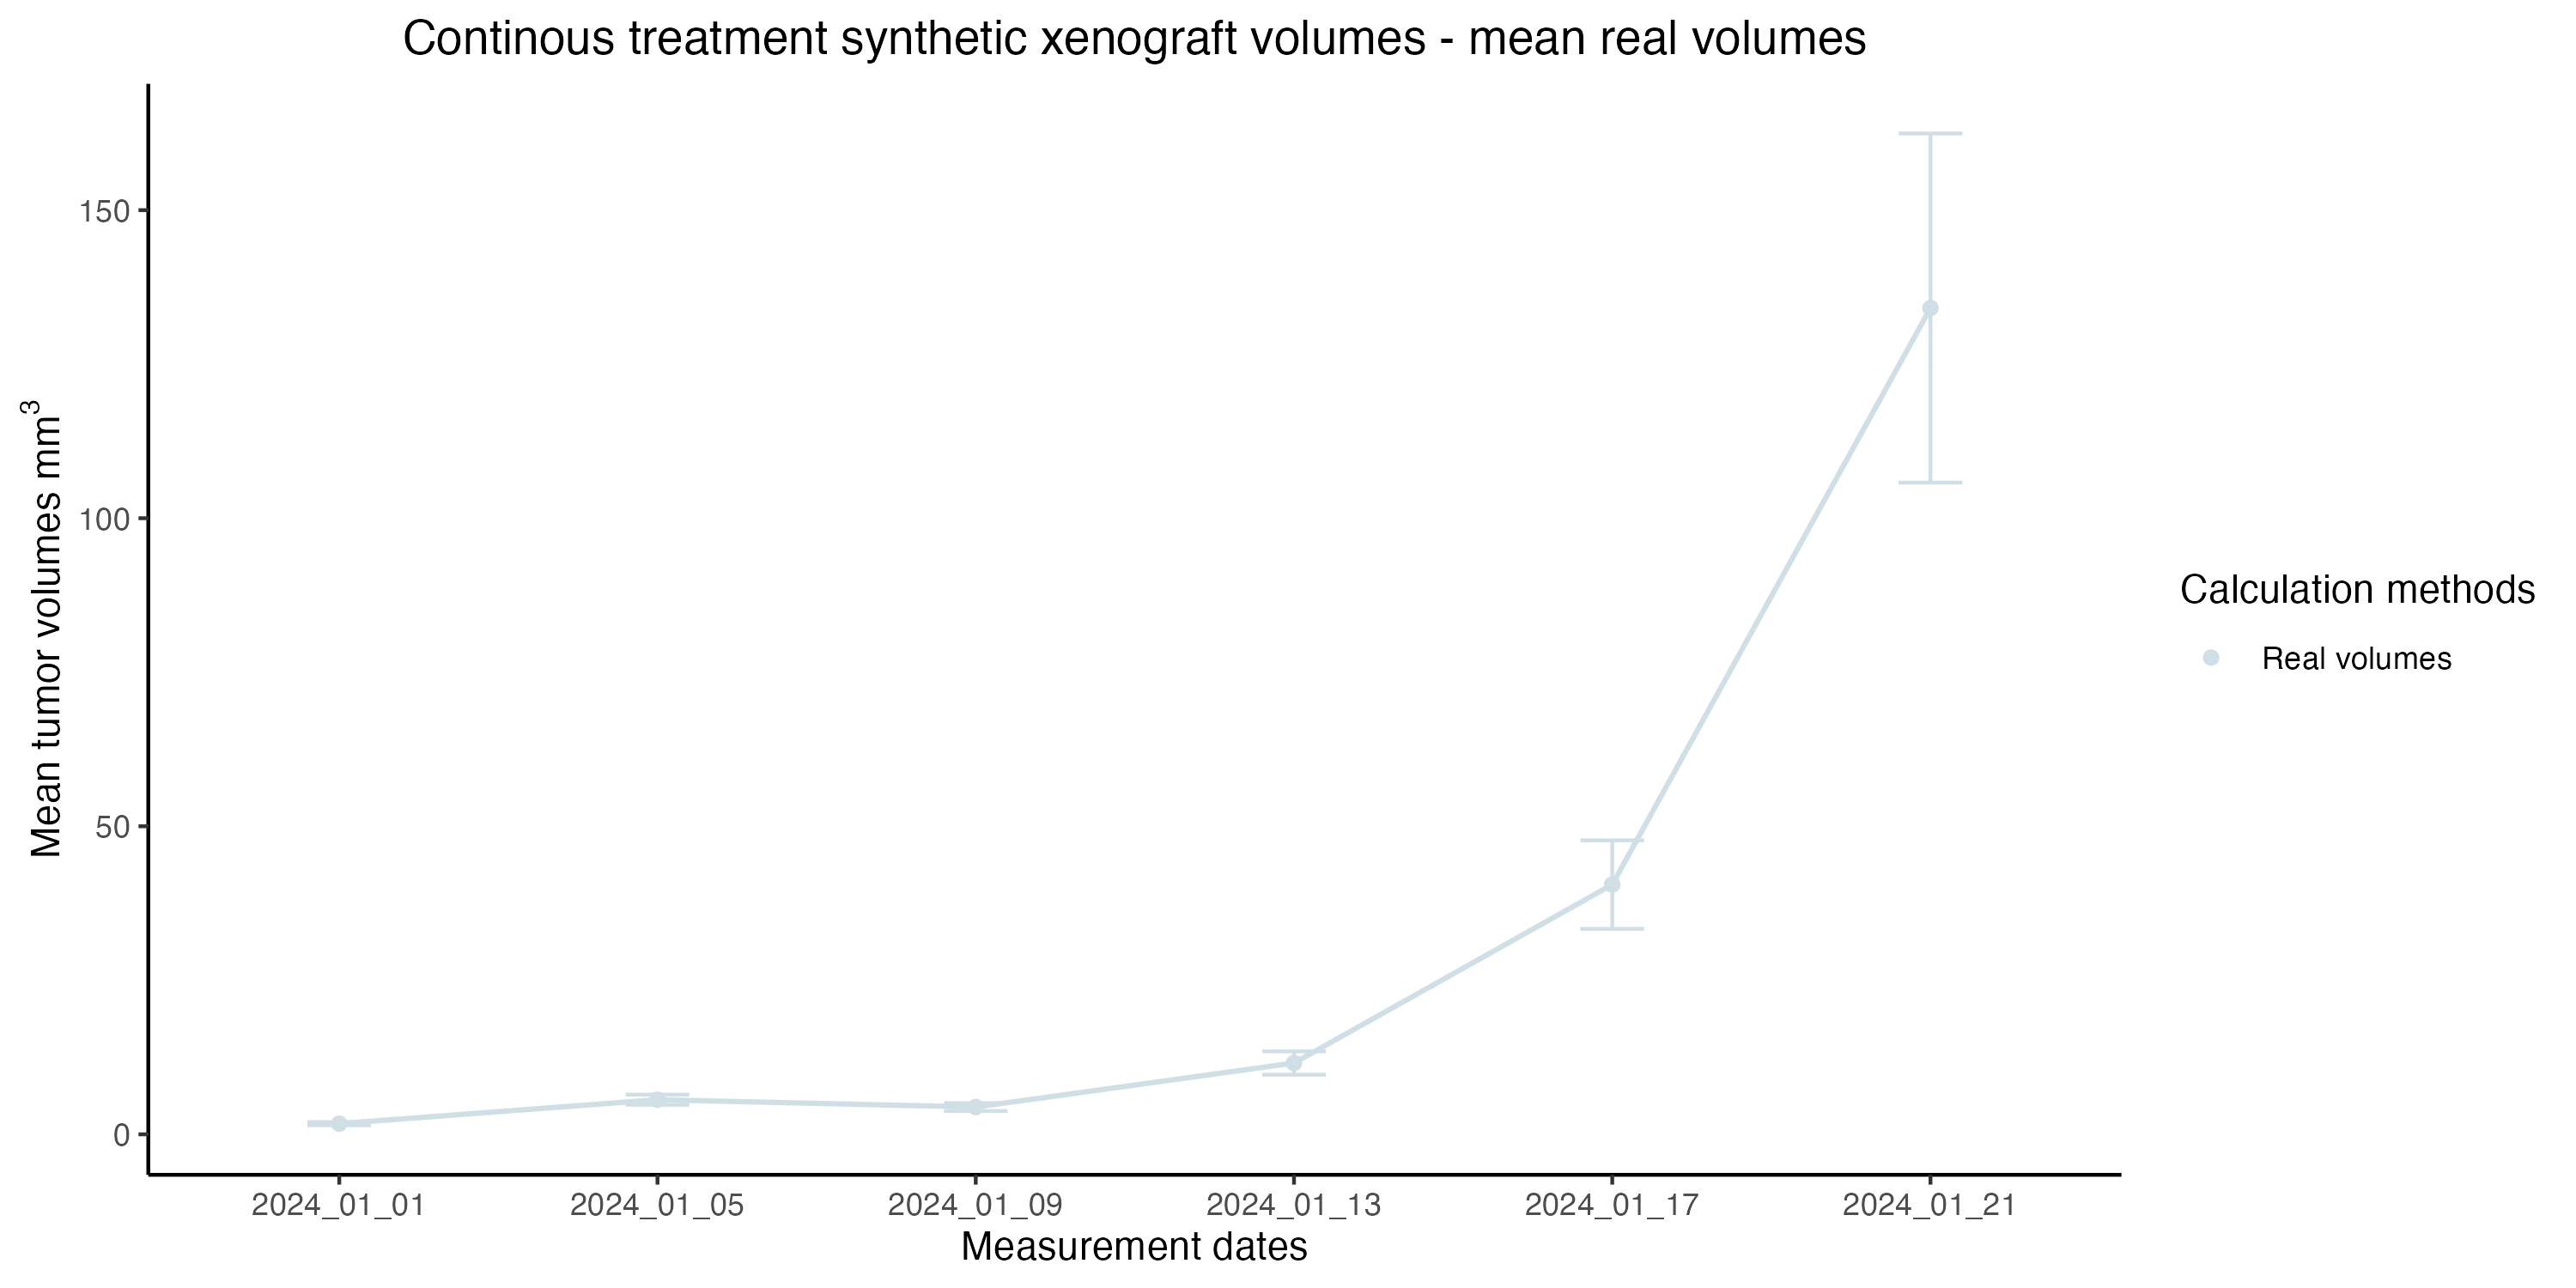 Continous treatment synthetic xenograft volumes - mean real volumes
Mean tumor volumes mm³
150
100
50
0
2024_01_01
2024_01_05
2024_01_09
2024_01_13
2024_01_17
2024_01_21
Measurement dates
Calculation methods
Real volumes